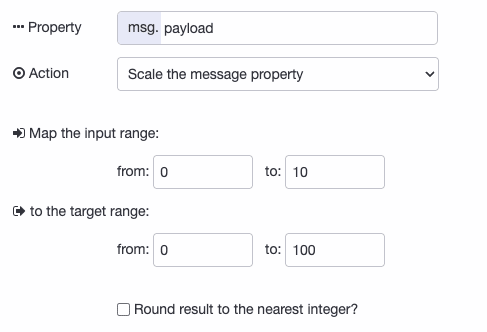 Property
msg. payload
Action
Scale the message property
Map the input range:
from: 0 to: 10
to the target range:
from: 0 to: 100
Round result to the nearest integer?